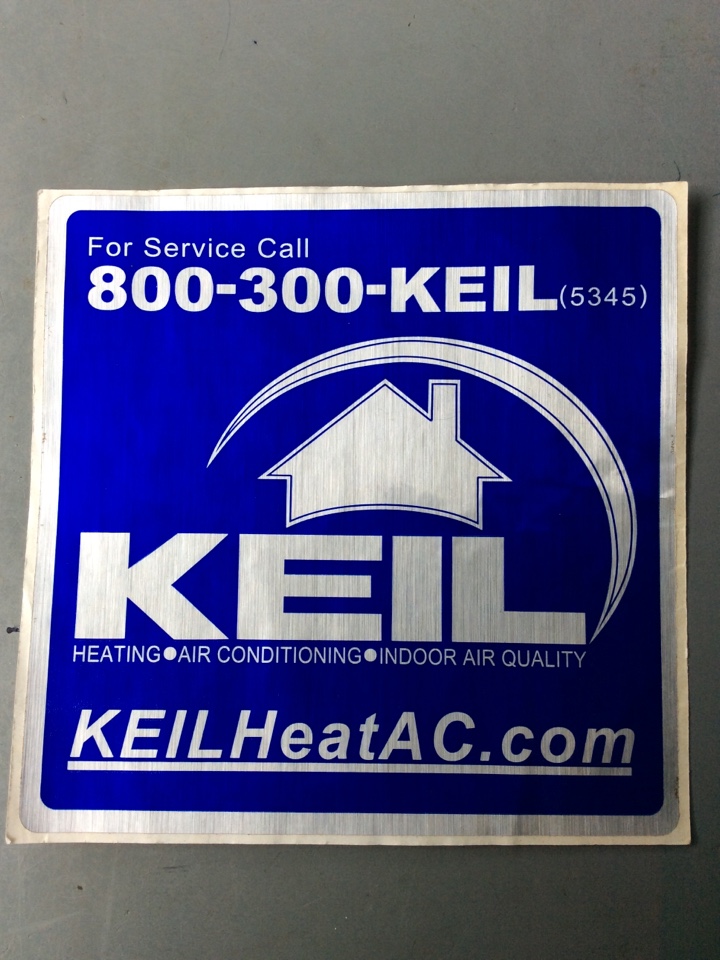 For Service Call
800-300-KEIL(5345)
KEIL
HEATING●AIR CONDITIONING●INDOOR AIR QUALITY
KEILHeatAC.com